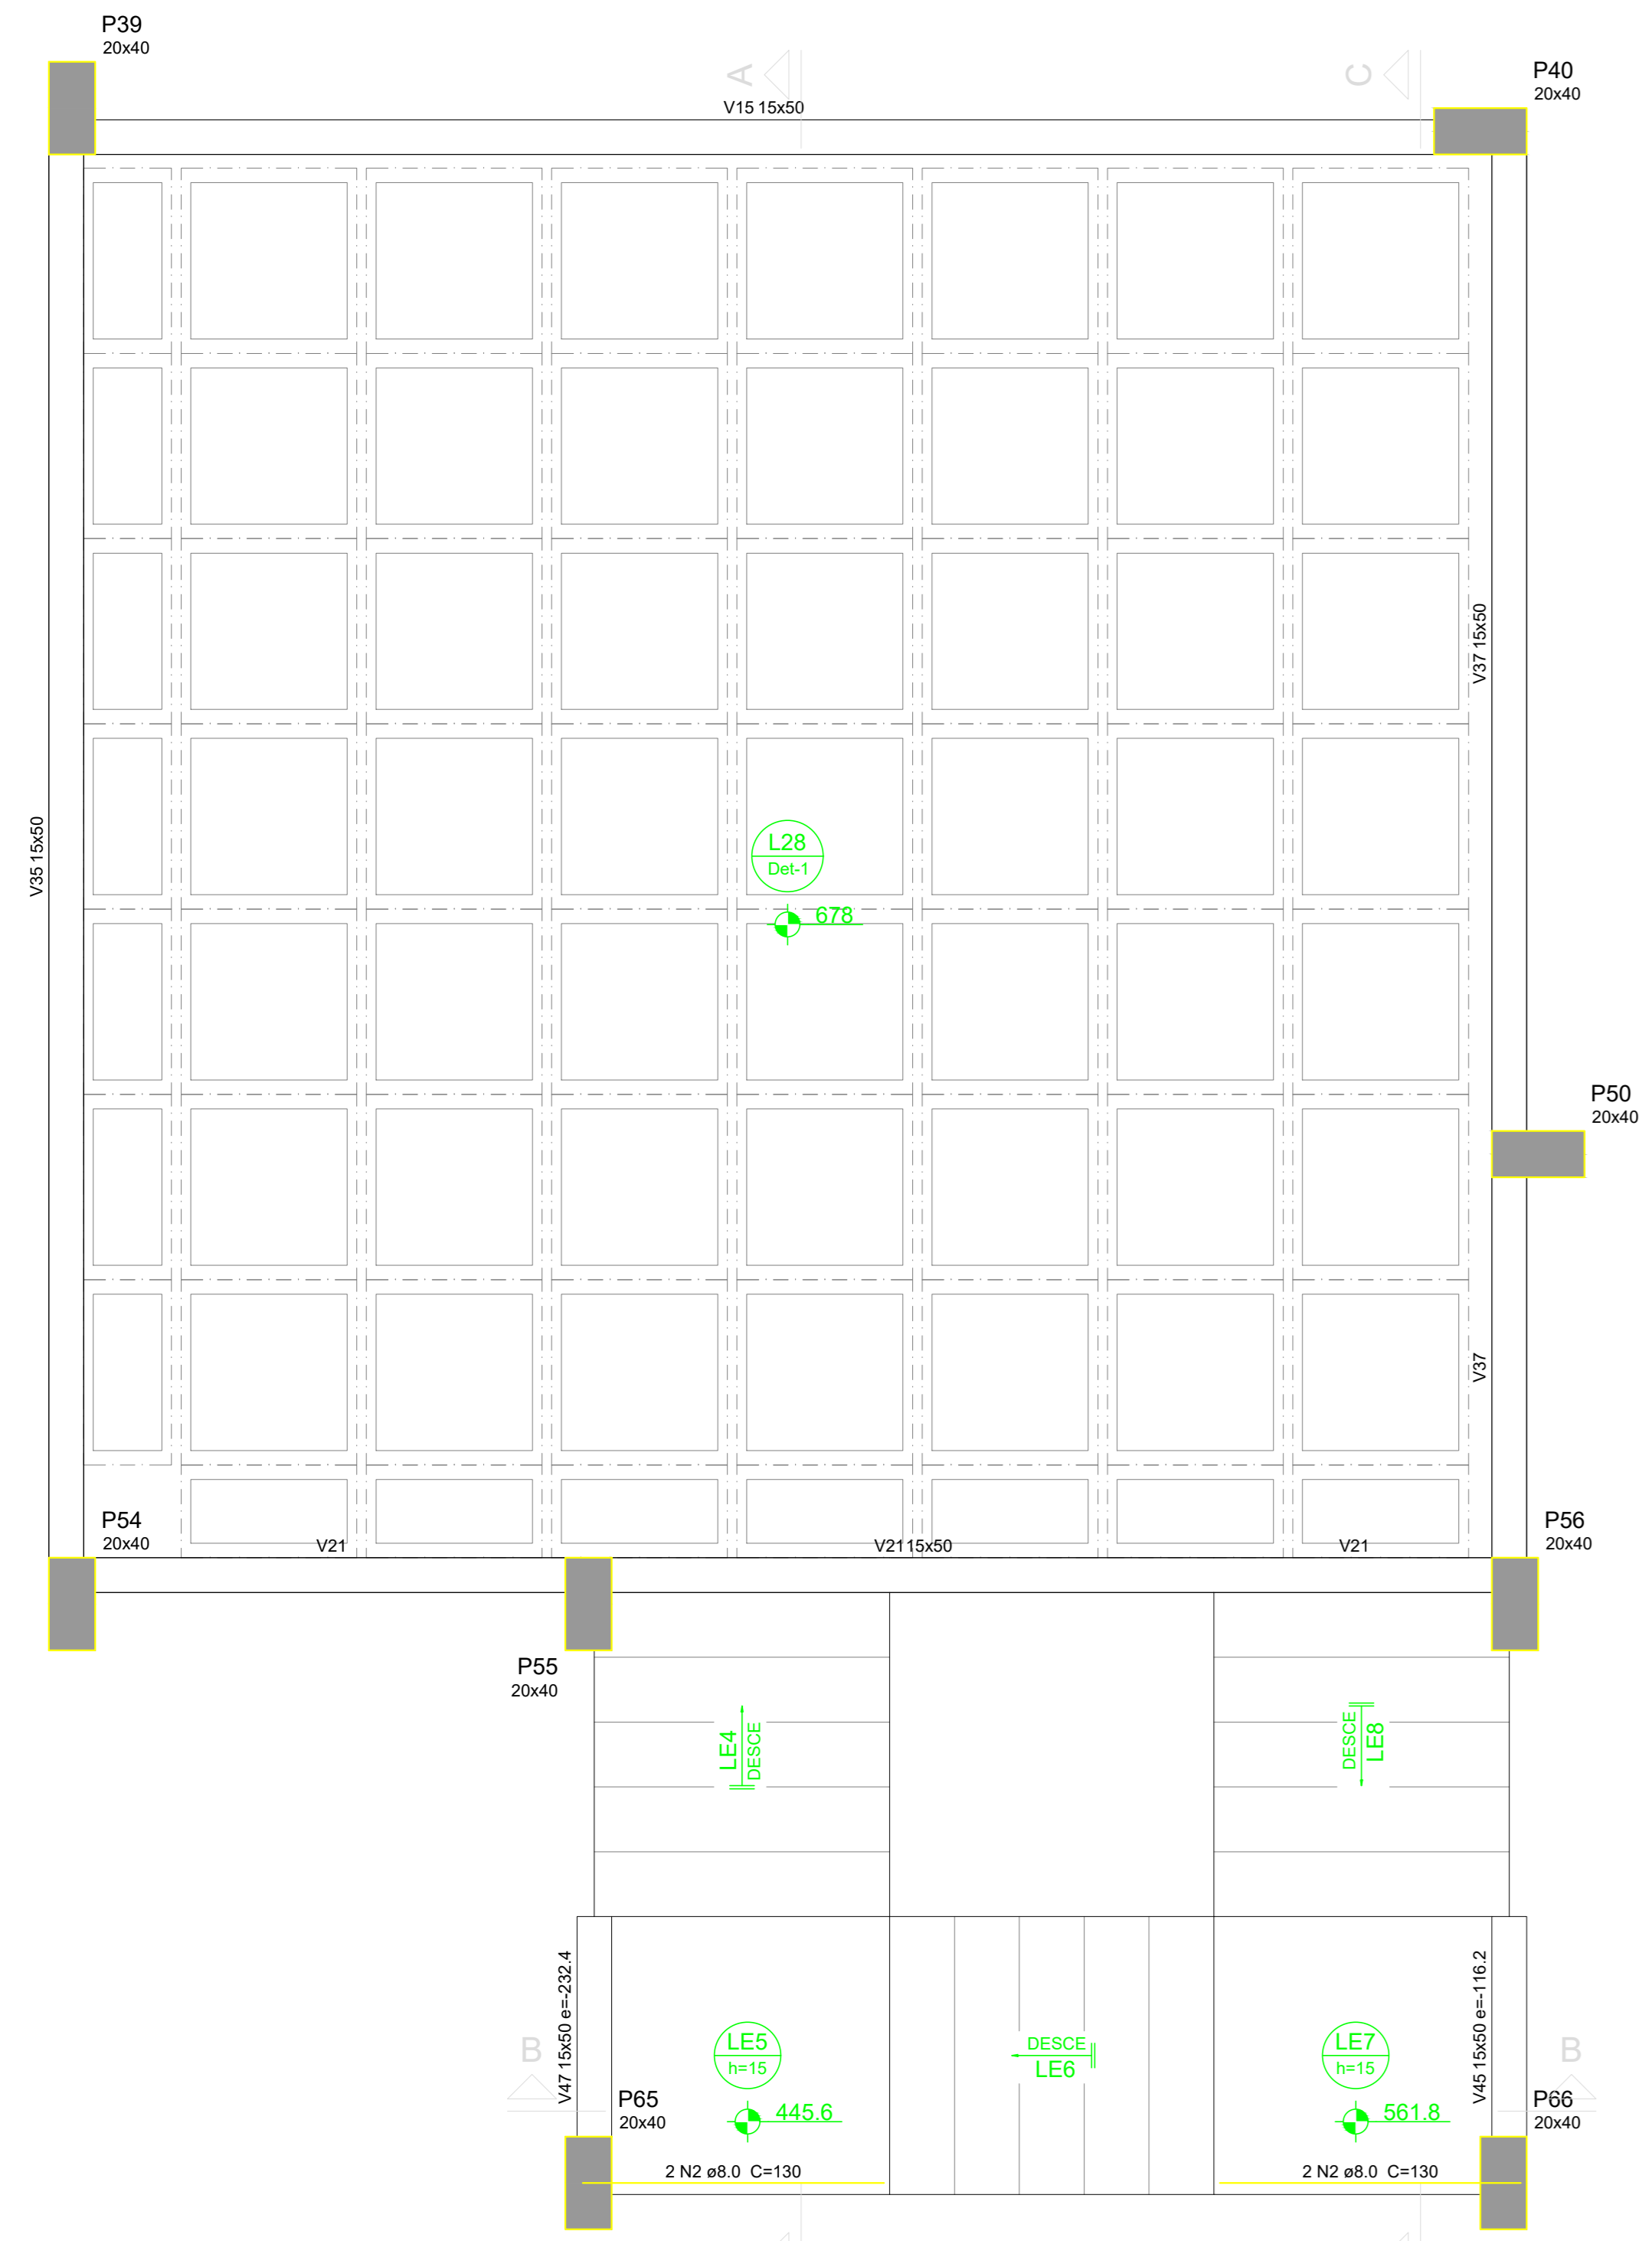 P39
20x40
A
C
P40
20x40
V15 15x50
V37 15x50
V35 15x50
L28
Det-1
678
P50
20x40
V37
P54
20x40
V21
V21 15x50
V21
P56
20x40
P55
20x40
LE4
DESCE
DESCE
LE8
V47 15x50 e=-232.4
V45 15x50 e=-116.2
B
LE5
h=15
DESCE
LE6
LE7
h=15
B
P65
20x40
445.6
561.8
P66
20x40
2 N2 ø8.0 C=130
2 N2 ø8.0 C=130